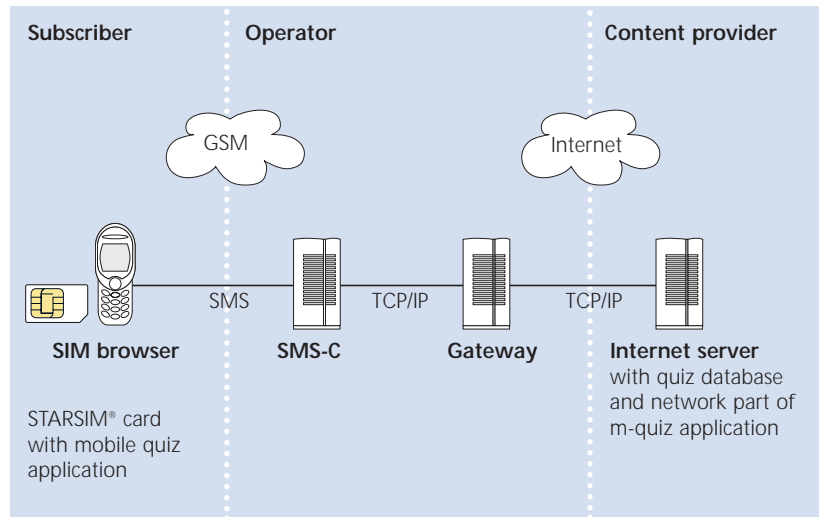 Subscriber
Operator
Content provider
GSM
Internet
SMS
TCP/IP
TCP/IP
SIM browser
SMS-C
Gateway
Internet server
with quiz database
and network part of
m-quiz application
STARSIM® card
with mobile quiz
application